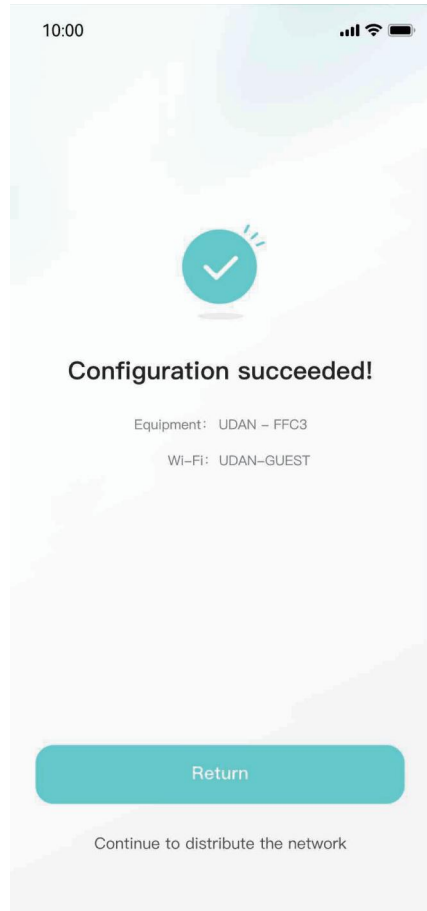 10:00
Configuration succeeded!
Equipment: UDAN - FFC3
Wi-Fi: UDAN-GUEST
Return
Continue to distribute the network